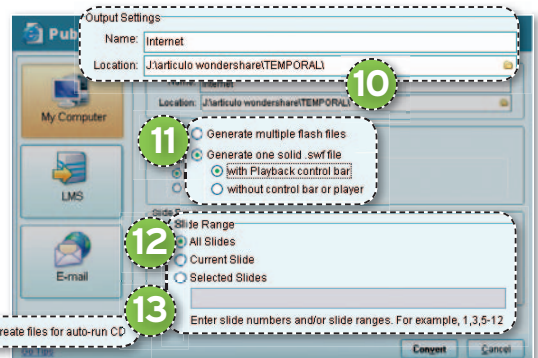 Pub
Output Settings
Name: Internet
Location: J:\articulo wondershare\TEMPORAL\
10
Name: Internet
Location: J:\articulo wondershare\TEMPORAL\
My Computer
11
Generate multiple flash files
Generate one solid .swf file
with Playback control bar
without control bar or player
LMS
12
Slide Range
All Slides
Current Slide
Selected Slides
E-mail
13
Enter slide numbers and/or slide ranges. For example, 1,3,5-12
reate files for auto-run CD
Convert
Cancel